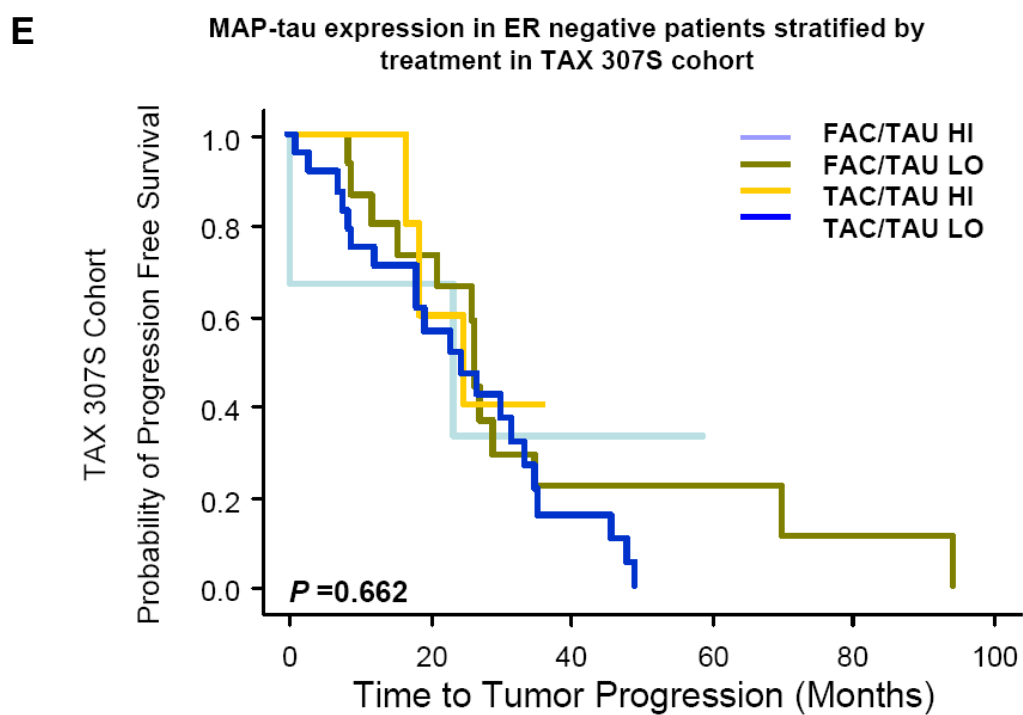 E
MAP-tau expression in ER negative patients stratified by
treatment in TAX 307S cohort
TAX 307S Cohort
Probability of Progression Free Survival
1.0
0.8
0.6
0.4
0.2
0.0
FAC/TAU HI
FAC/TAU LO
TAC/TAU HI
TAC/TAU LO
P =0.662
0 20 40 60 80 100
Time to Tumor Progression (Months)